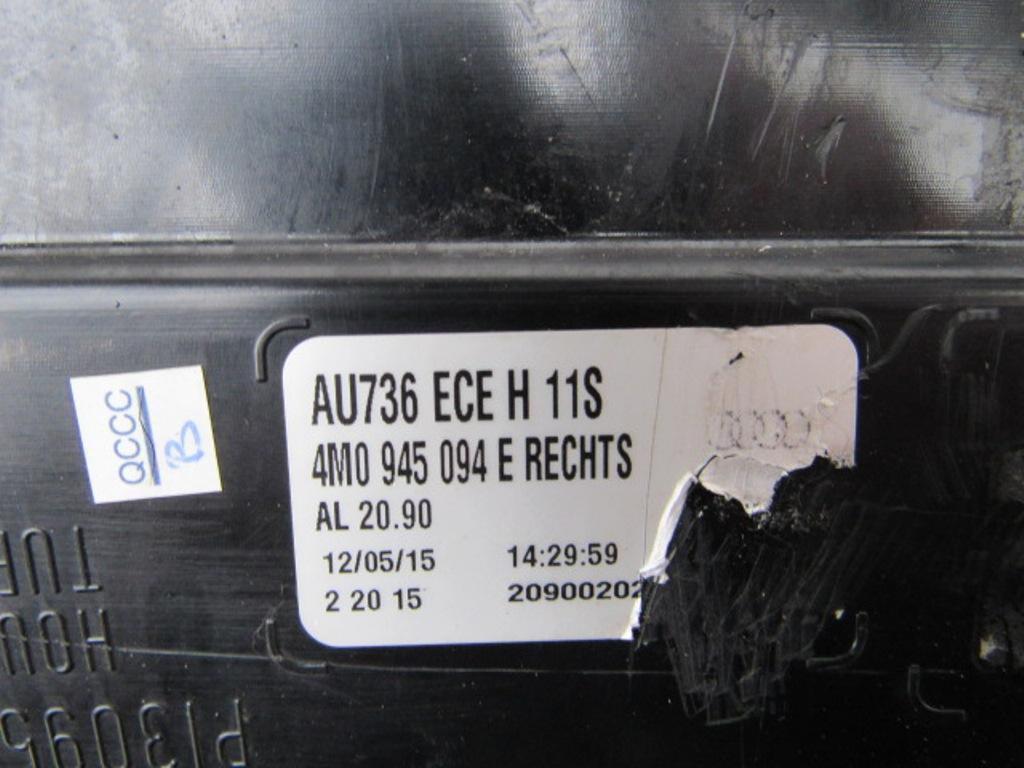 QCCC
B
AU736 ECE H 11S
4M0 945 094 E RECHTS
AL 20.90
12/05/15 14:29:59
2 20 15 20900202
HOU